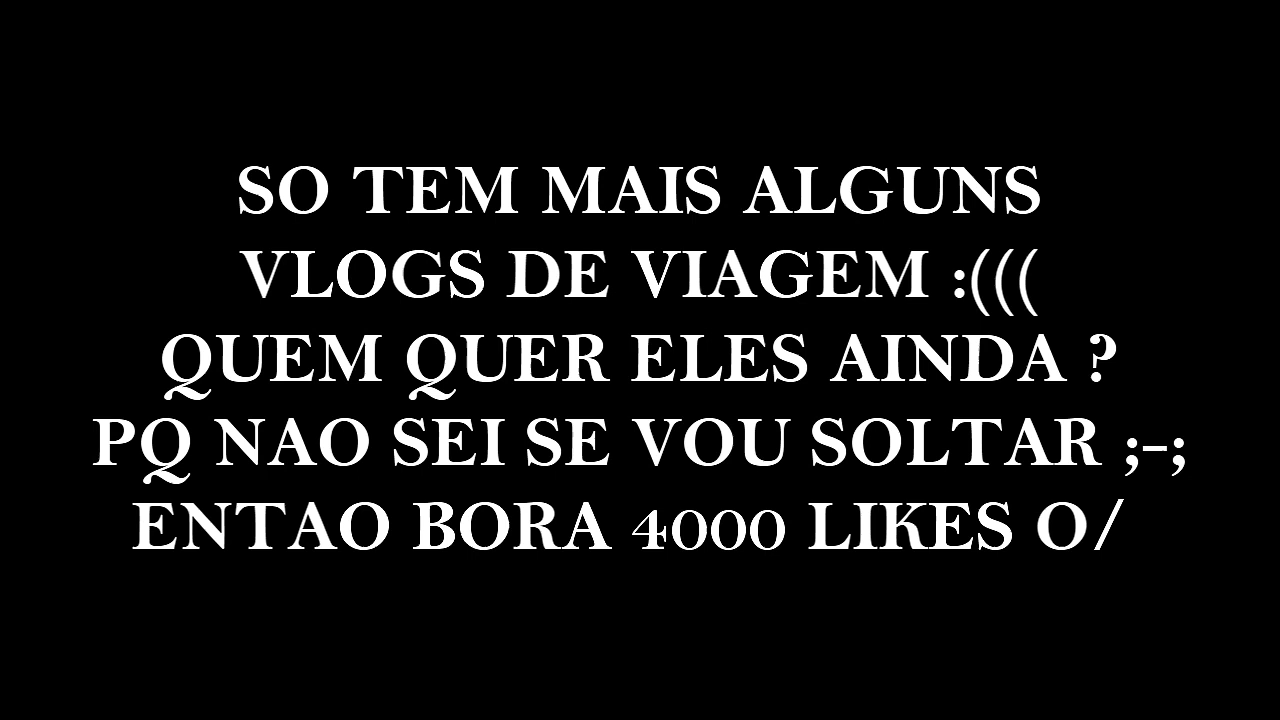 SO TEM MAIS ALGUNS
VLOGS DE VIAGEM :(((
QUEM QUER ELES AINDA ?
PQ NAO SEI SE VOU SOLTAR ;-;
ENTAO BORA 4000 LIKES O/